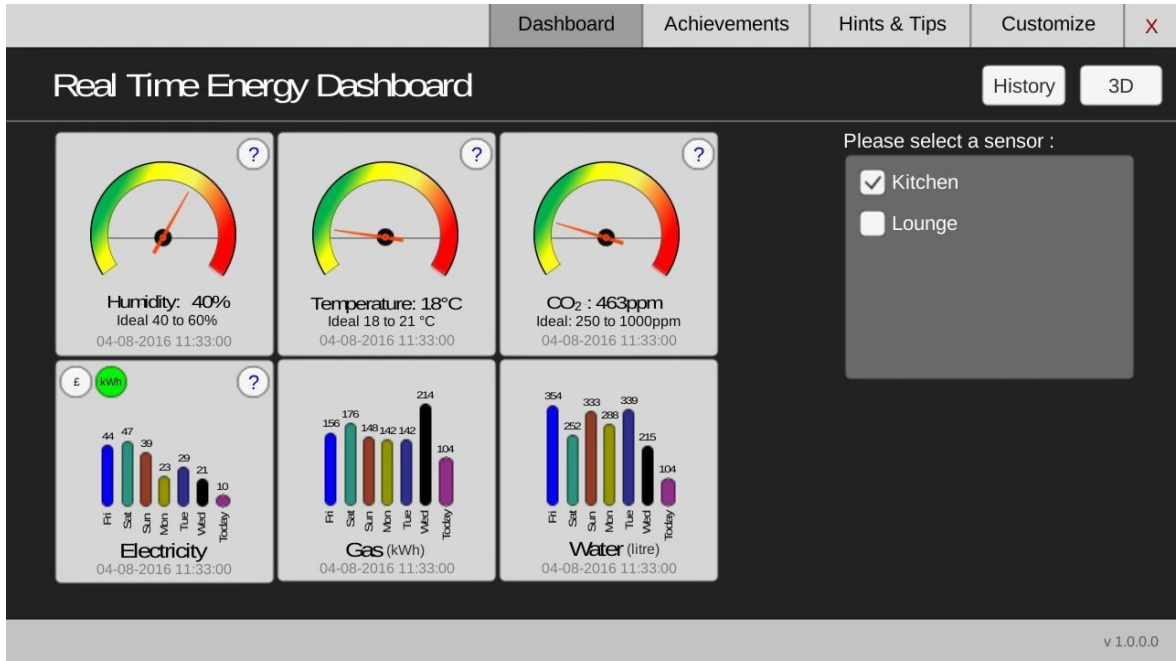 Dashboard Achievements Hints & Tips Customize X
Real Time Energy Dashboard
History 3D
Please select a sensor :
Kitchen
Lounge
?
Humidity: 40%
Ideal 40 to 60%
04-08-2016 11:33:00
?
Temperature: 18°C
Ideal 18 to 21 °C
04-08-2016 11:33:00
?
CO₂ : 463ppm
Ideal: 250 to 1000ppm
04-08-2016 11:33:00
£ kWh ?
44 47 39 23 29 21 10
Fri Sat Sun Mon Tue Wed Today
Electricity
04-08-2016 11:33:00
156 176 148 142 142 214 104
Fri Sat Sun Mon Tue Wed Today
Gas (kWh)
04-08-2016 11:33:00
354 252 333 288 339 215 104
Fri Sat Sun Mon Tue Wed Today
Water (litre)
04-08-2016 11:33:00
v 1.0.0.0